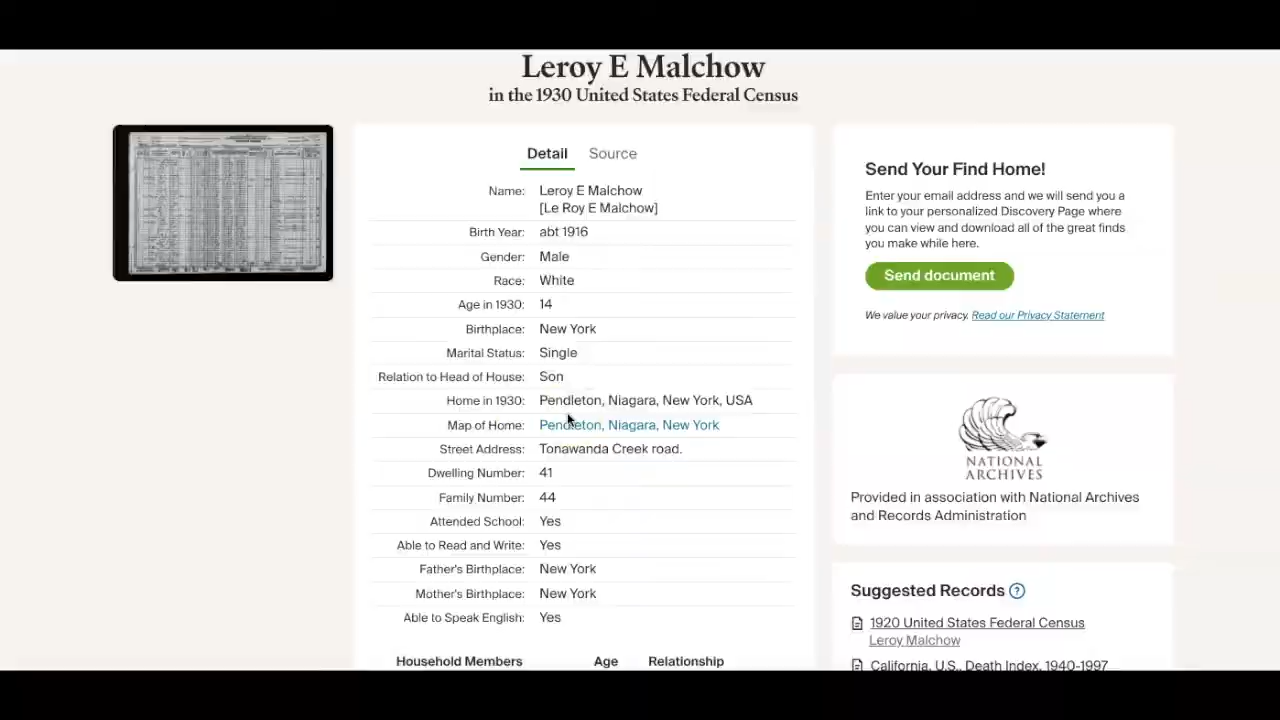 Leroy E Malchow
in the 1930 United States Federal Census
Detail Source
Name: Leroy E Malchow
[Le Roy E Malchow]
Birth Year: abt 1916
Gender: Male
Race: White
Age in 1930: 14
Birthplace: New York
Marital Status: Single
Relation to Head of House: Son
Home in 1930: Pendleton, Niagara, New York, USA
Map of Home: Pendleton, Niagara, New York
Street Address: Tonawanda Creek road.
Dwelling Number: 41
Family Number: 44
Attended School: Yes
Able to Read and Write: Yes
Father's Birthplace: New York
Mother's Birthplace: New York
Able to Speak English: Yes
Household Members Age Relationship
Send Your Find Home!
Enter your email address and we will send you a
link to your personalized Discovery Page where
you can view and download all of the great finds
you make while here.
Send document
We value your privacy. Read our Privacy Statement
NATIONAL
ARCHIVES
Provided in association with National Archives
and Records Administration
Suggested Records ?
1920 United States Federal Census
Leroy Malchow
California, U.S., Death Index, 1940-1997